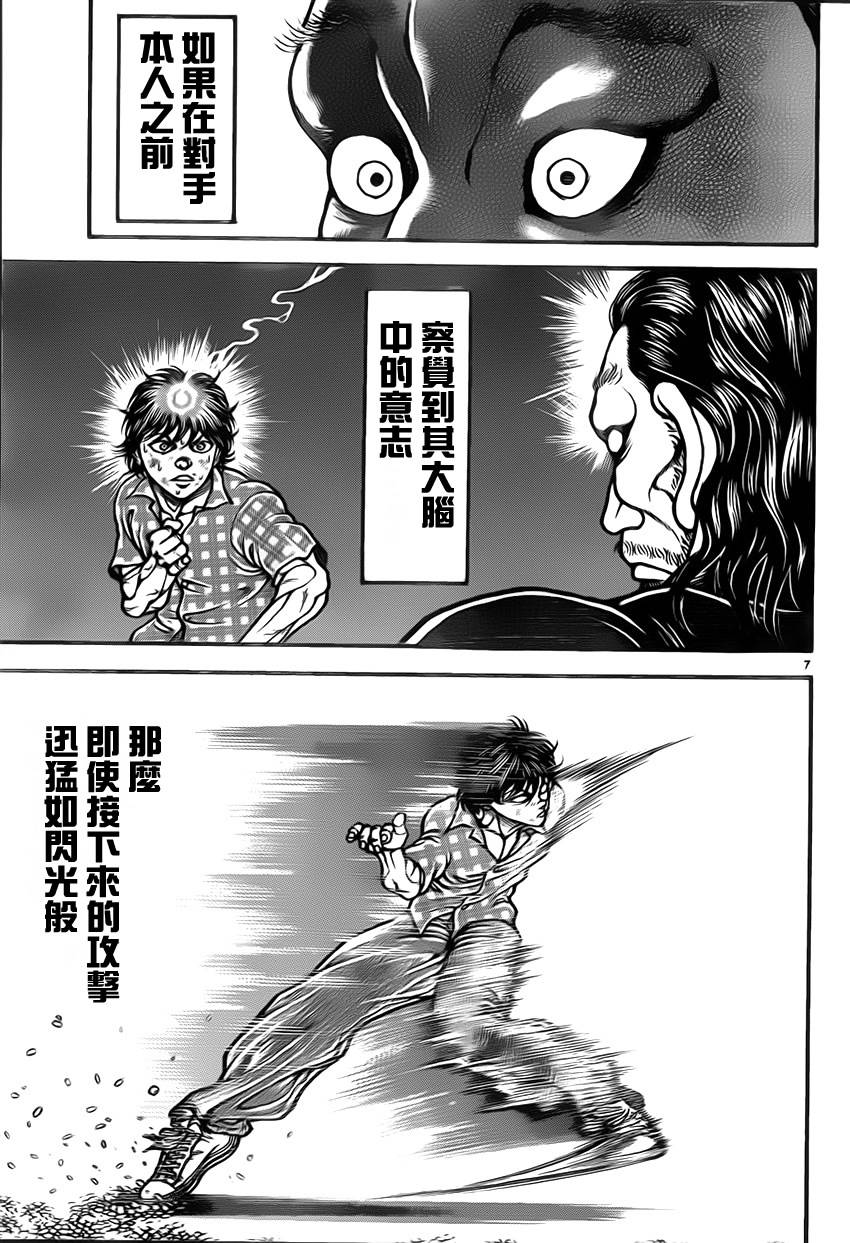 如果在對手
本人之前
察覺到其大腦
中的意志
7
那麼
即使接下來的攻擊
迅猛如閃光般